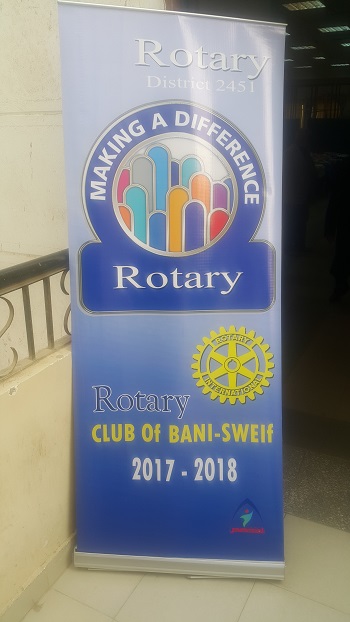 Rotary
District 2451
MAKING A DIFFERENCE
Rotary
ROTARY
INTERNATIONAL
Rotary
CLUB Of BANI-SWEIf
2017 - 2018